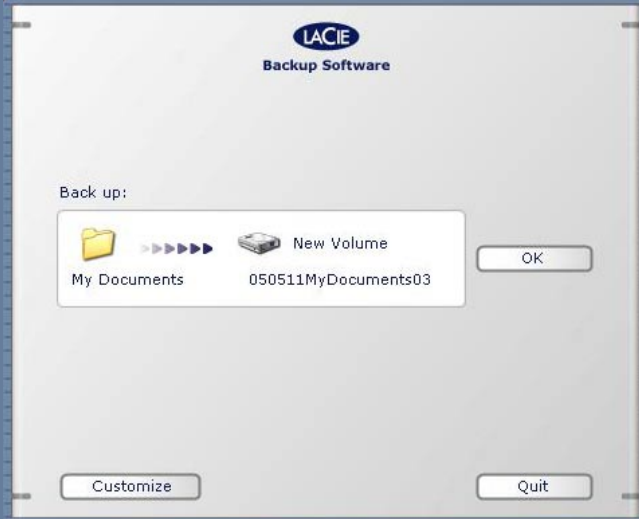 LACIE
Backup Software
Back up:
New Volume
My Documents
050511MyDocuments03
OK
Customize
Quit